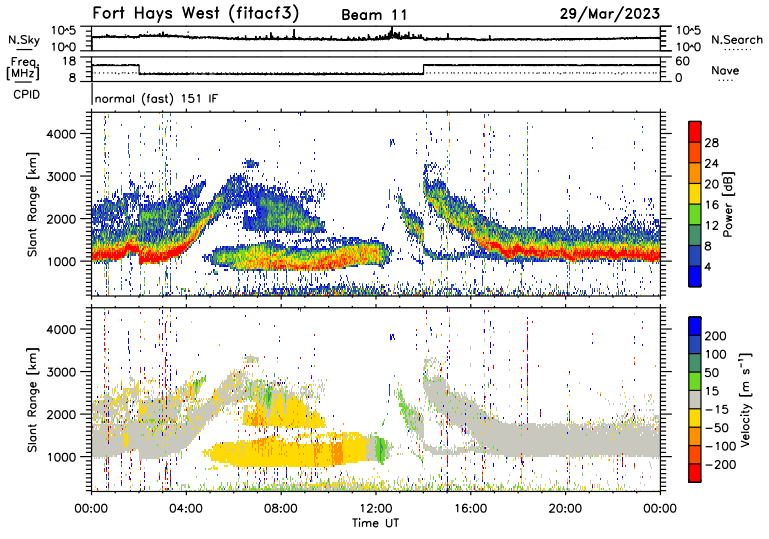 Fort Hays West (fitacf3) Beam 11 29/Mar/2023
N.Sky 10^5 10^0 10^5 10^0 N.Search
Freq. [MHz] 18 8 60 0 Nave
CPID normal (fast) 151 IF
Slant Range [km] 4000 3000 2000 1000
28 24 20 16 12 8 4 Power [dB]
Slant Range [km] 4000 3000 2000 1000
200 100 50 15 -15 -50 -100 -200 Velocity [m s⁻¹]
00:00 04:00 08:00 12:00 16:00 20:00 00:00
Time UT